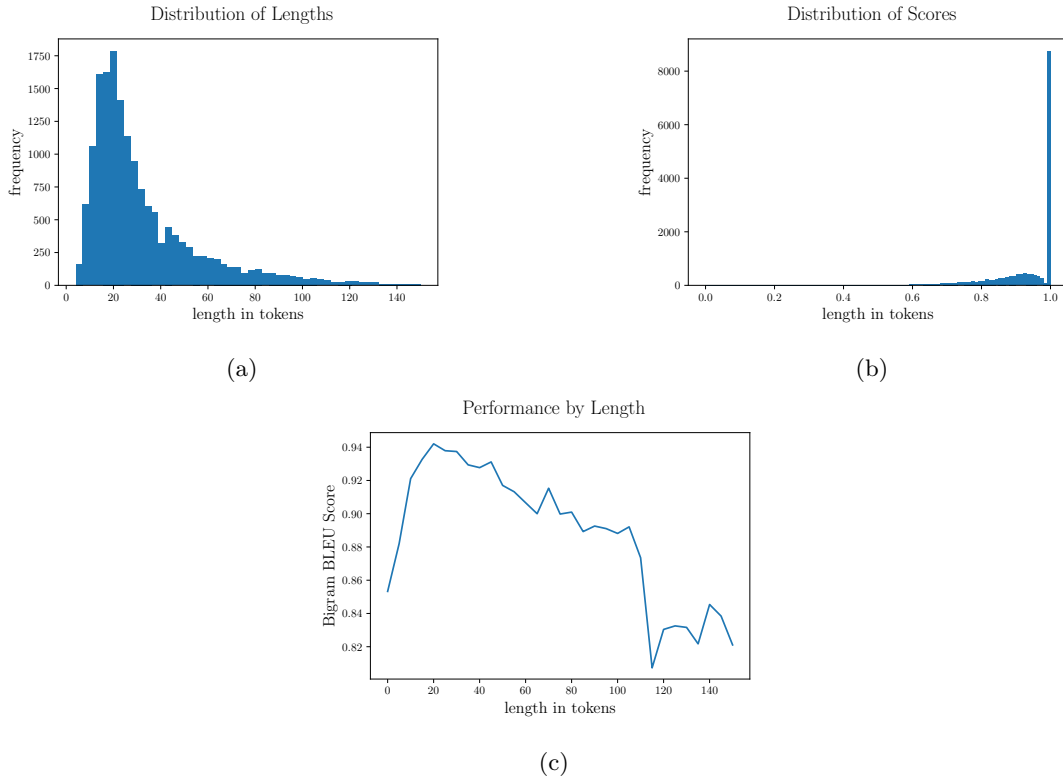 Distribution of Lengths
1750
1500
1250
1000
750
500
250
0
frequency
0 20 40 60 80 100 120 140
length in tokens
(a)
Distribution of Scores
8000
6000
4000
2000
0
frequency
0.0 0.2 0.4 0.6 0.8 1.0
length in tokens
(b)
Performance by Length
0.94
0.92
0.90
0.88
0.86
0.84
0.82
Bigram BLEU Score
0 20 40 60 80 100 120 140
length in tokens
(c)